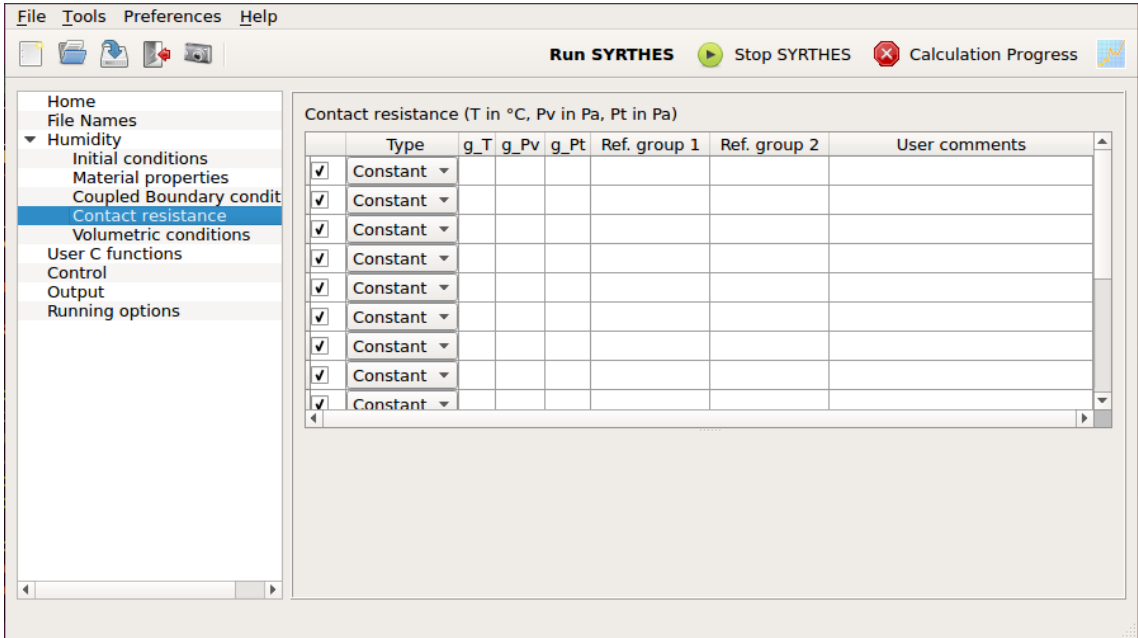 File Tools Preferences Help
Run SYRTHES Stop SYRTHES Calculation Progress
Home
File Names
Humidity
Initial conditions
Material properties
Coupled Boundary condit
Contact resistance
Volumetric conditions
User C functions
Control
Output
Running options
Contact resistance (T in °C, Pv in Pa, Pt in Pa)
Type g_T g_Pv g_Pt Ref. group 1 Ref. group 2 User comments
Constant
Constant
Constant
Constant
Constant
Constant
Constant
Constant
Constant